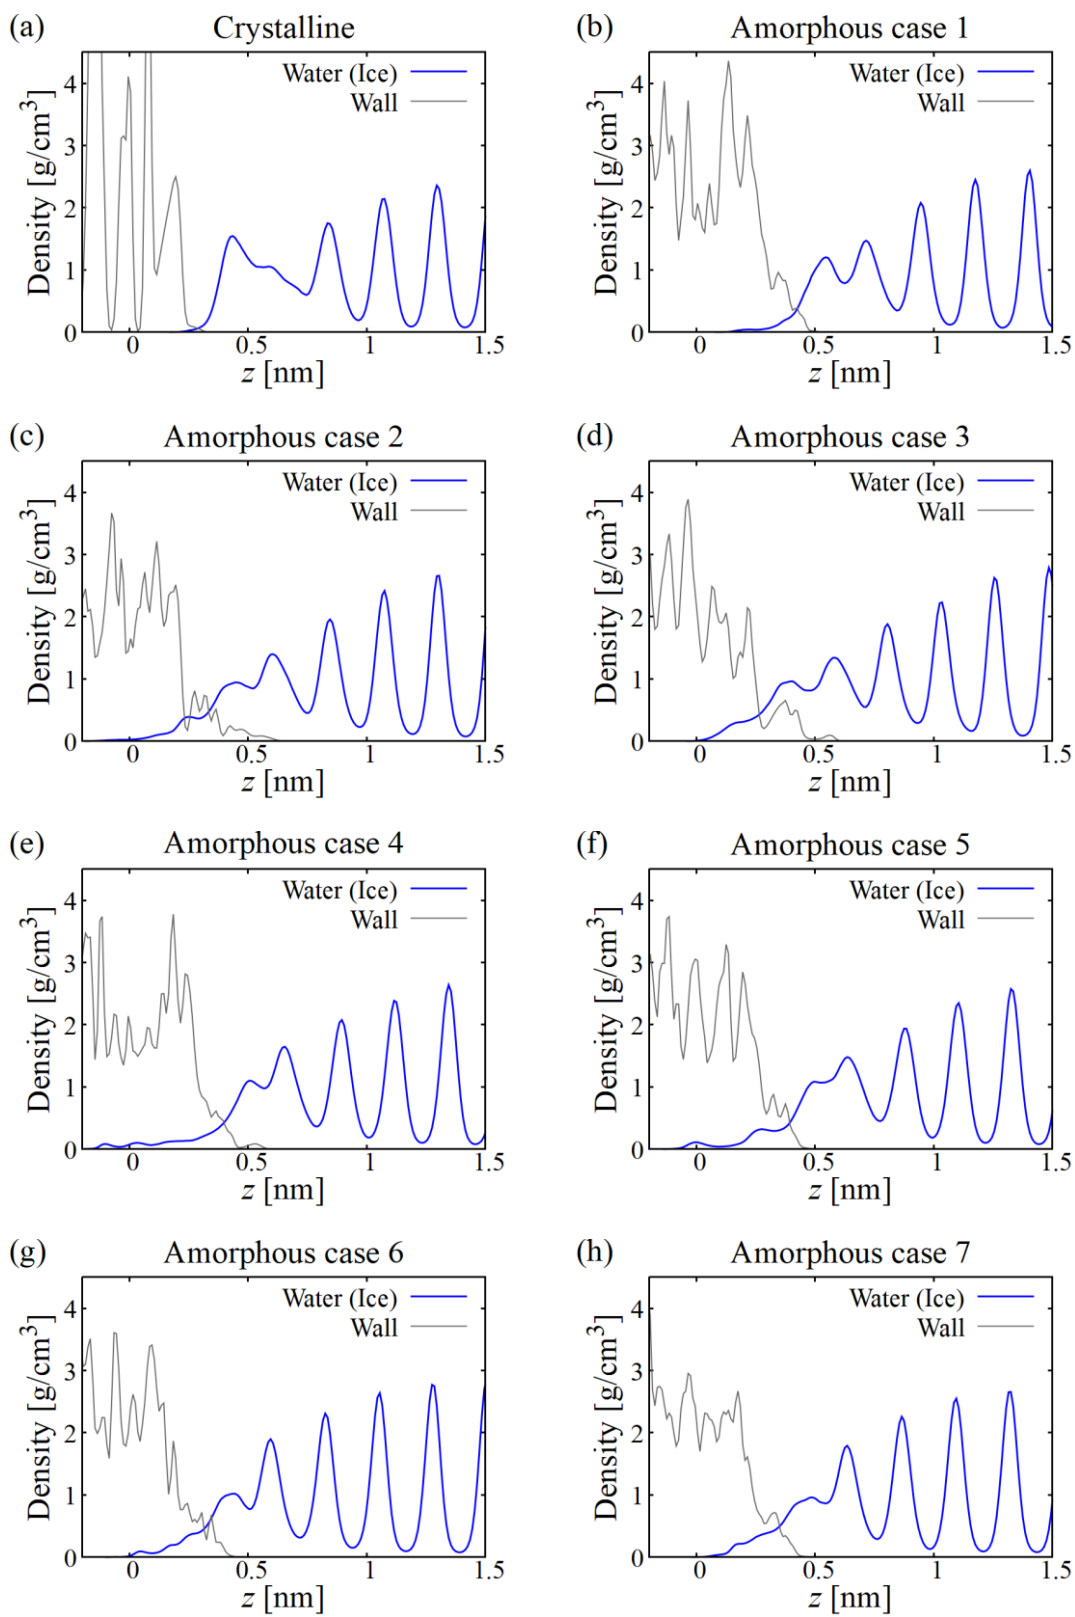 (a) Crystalline
Water (Ice)
Wall
Density [g/cm³]
4
3
2
1
0
0 0.5 1 1.5
z [nm]
(b) Amorphous case 1
Water (Ice)
Wall
Density [g/cm³]
4
3
2
1
0
0 0.5 1 1.5
z [nm]
(c) Amorphous case 2
Water (Ice)
Wall
Density [g/cm³]
4
3
2
1
0
0 0.5 1 1.5
z [nm]
(d) Amorphous case 3
Water (Ice)
Wall
Density [g/cm³]
4
3
2
1
0
0 0.5 1 1.5
z [nm]
(e) Amorphous case 4
Water (Ice)
Wall
Density [g/cm³]
4
3
2
1
0
0 0.5 1 1.5
z [nm]
(f) Amorphous case 5
Water (Ice)
Wall
Density [g/cm³]
4
3
2
1
0
0 0.5 1 1.5
z [nm]
(g) Amorphous case 6
Water (Ice)
Wall
Density [g/cm³]
4
3
2
1
0
0 0.5 1 1.5
z [nm]
(h) Amorphous case 7
Water (Ice)
Wall
Density [g/cm³]
4
3
2
1
0
0 0.5 1 1.5
z [nm]